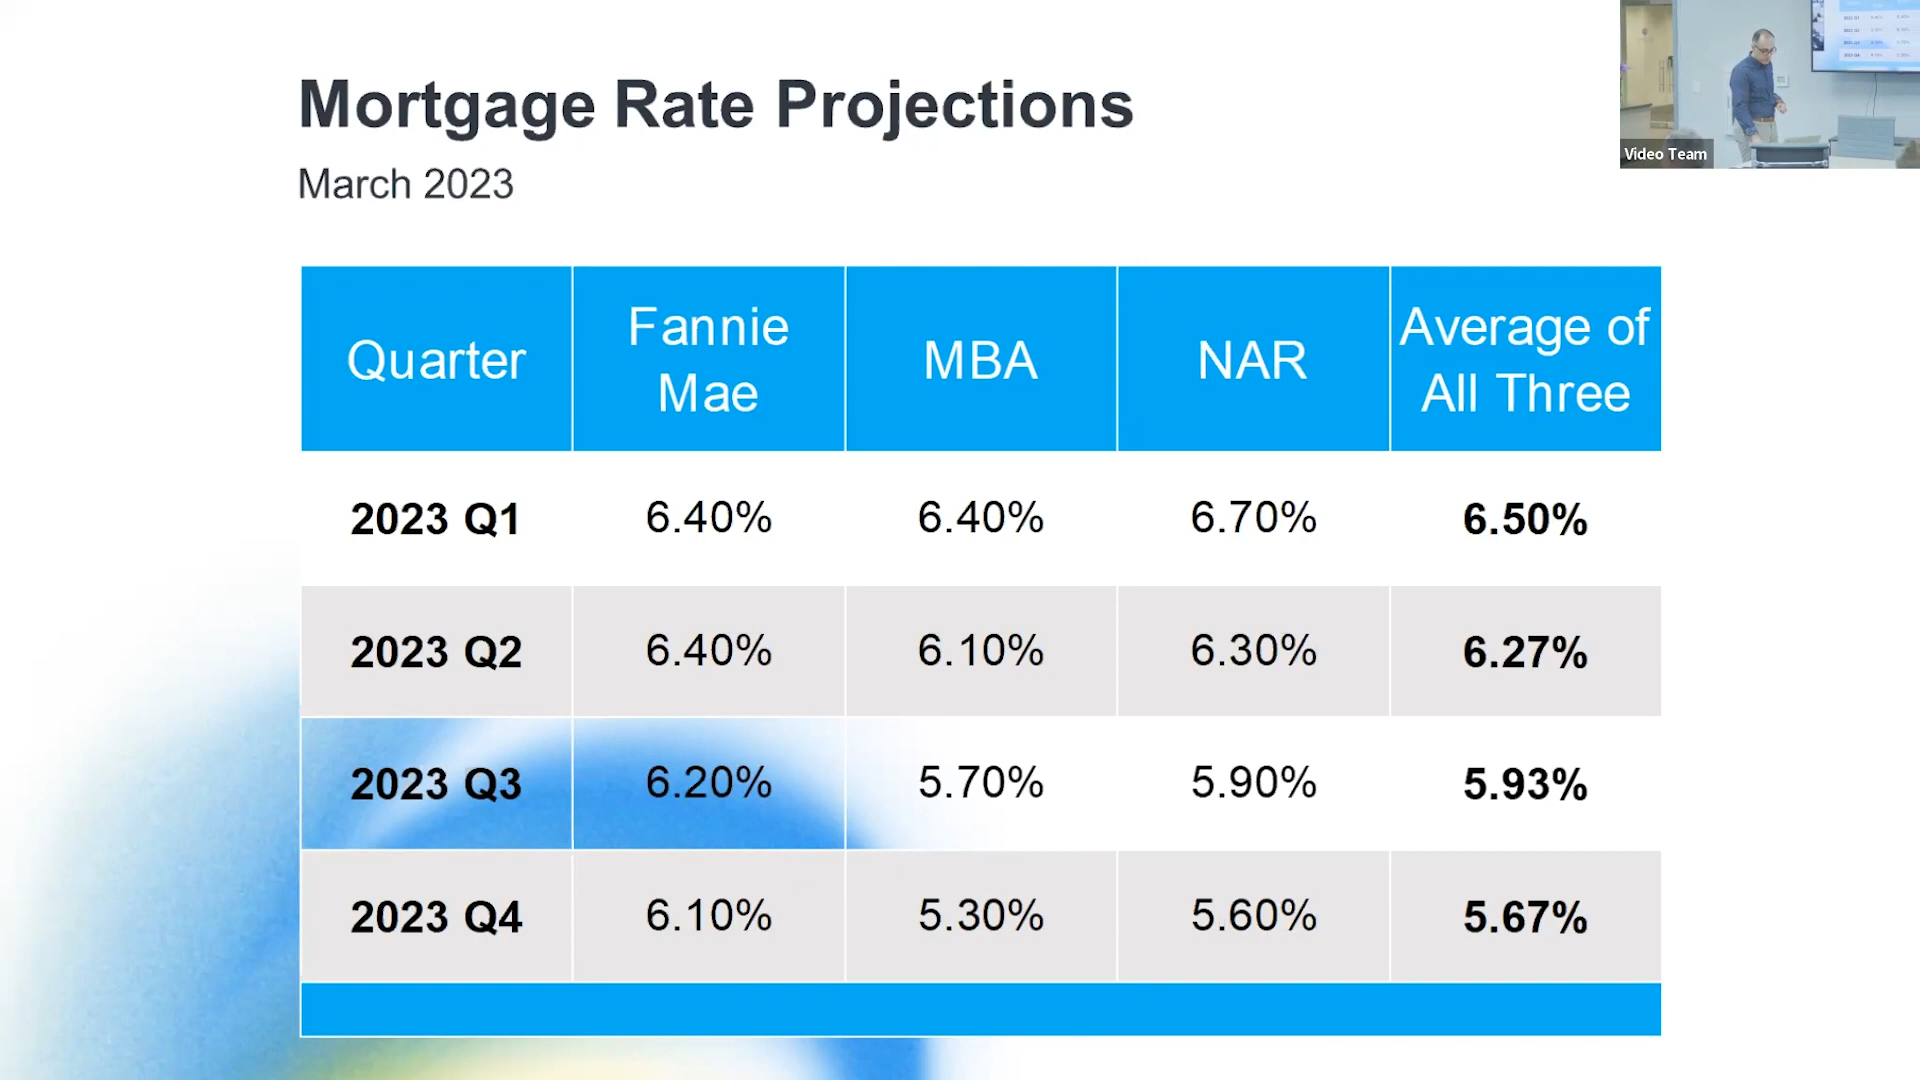 Mortgage Rate Projections
March 2023
Video Team
Quarter
Fannie
Mae
MBA
NAR
Average of
All Three
2023 Q1 6.40% 6.40% 6.70% 6.50%
2023 Q2 6.40% 6.10% 6.30% 6.27%
2023 Q3 6.20% 5.70% 5.90% 5.93%
2023 Q4 6.10% 5.30% 5.60% 5.67%